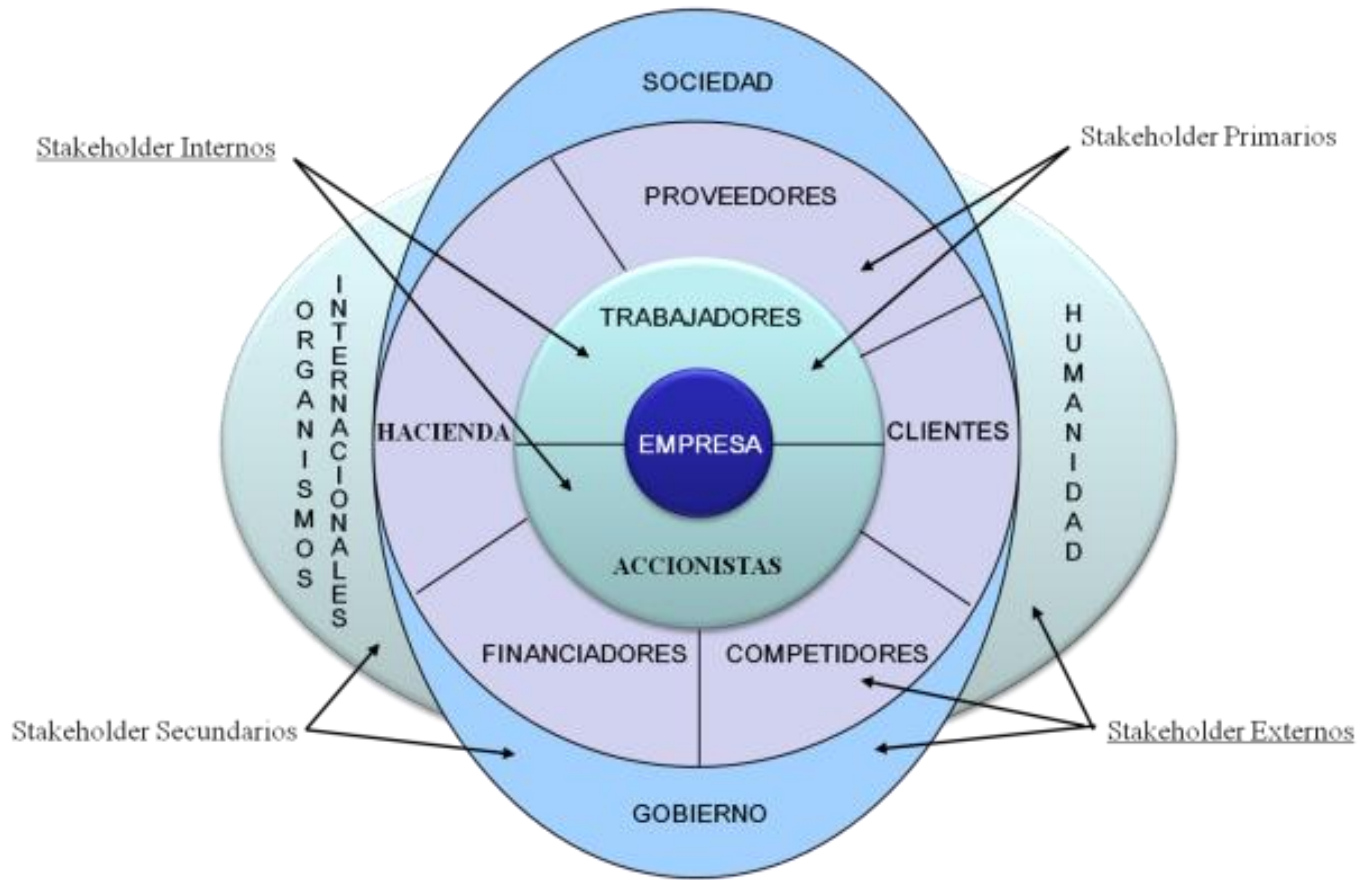 SOCIEDAD
Stakeholder Internos
Stakeholder Primarios
PROVEEDORES
TRABAJADORES
ORGANISMOS
INTERNACIONALES
HUMANIDAD
HACIENDA
EMPRESA
CLIENTES
ACCIONISTAS
FINANCIADORES
COMPETIDORES
Stakeholder Secundarios
Stakeholder Externos
GOBIERNO